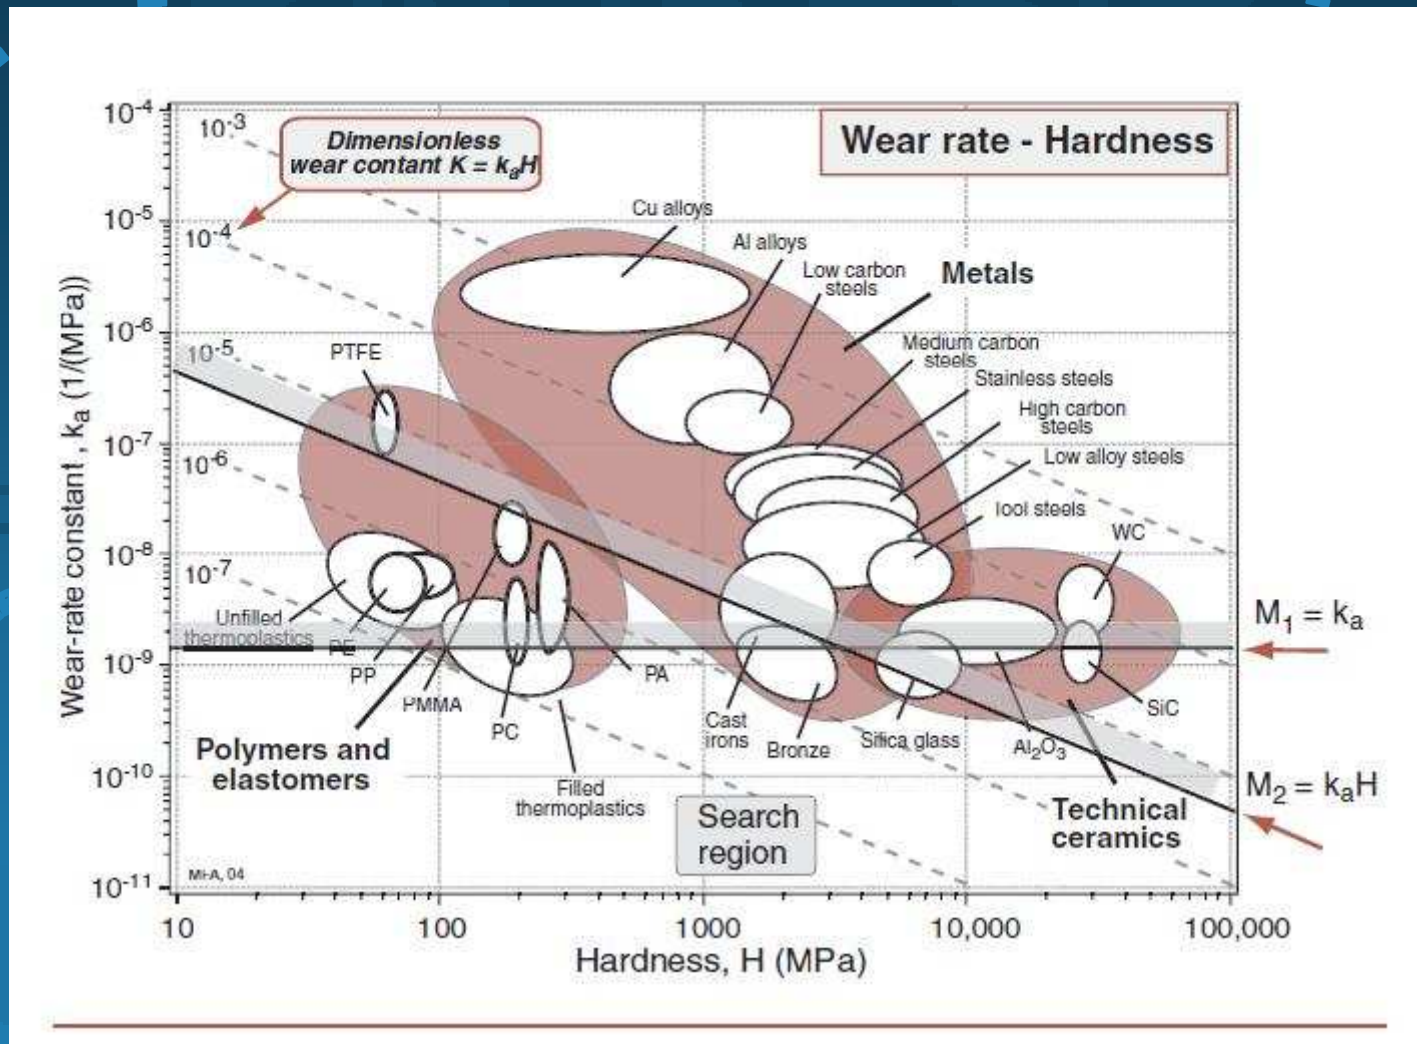 Wear rate - Hardness
Dimensionless
wear contant K = kₐH
10⁻⁴
10⁻⁵
10⁻⁶
10⁻⁷
10⁻⁸
10⁻⁹
10⁻¹⁰
10⁻¹¹
Wear-rate constant , kₐ (1/(MPa))
10⁻³
10⁻⁴
10⁻⁵
10⁻⁶
10⁻⁷
Cu alloys
Al alloys
Low carbon
steels
Metals
Medium carbon
steels
Stainless steels
High carbon
steels
Low alloy steels
Tool steels
WC
PTFE
Unfilled
thermoplastics
PE
PP
PMMA
PC
PA
Polymers and
elastomers
Filled
thermoplastics
Cast
irons
Bronze
Silica glass
Al₂O₃
SiC
Technical
ceramics
Search
region
M₁ = kₐ
M₂ = kₐH
MFA, 04
10
100
1000
10,000
100,000
Hardness, H (MPa)